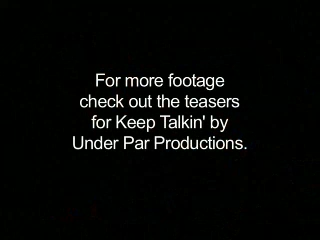 For more footage
check out the teasers
for Keep Talkin' by
Under Par Productions.